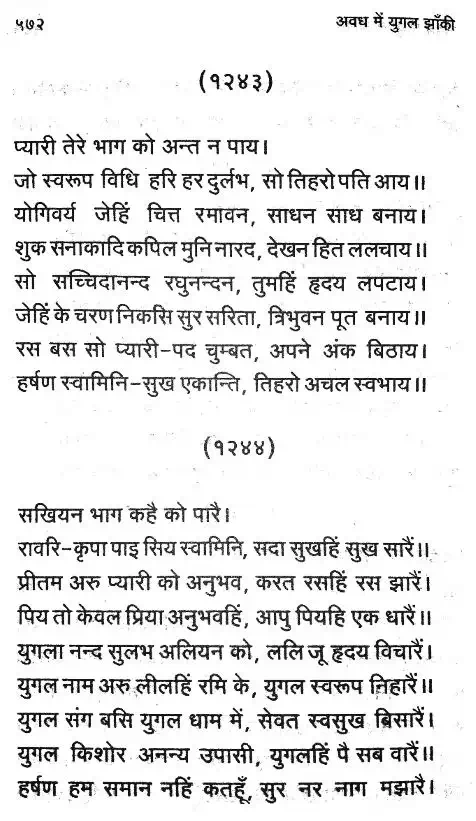 ५७२ अवध में युगल झाँकी
(१२४३)
प्यारी तेरे भाग को अन्त न पाय।
जो स्वरूप विधि हरि हर दुर्लभ, सो तिहरो पति आय।।
योगिवर्य जेहिं चित्त रमावन, साधन साध बनाय।
शुक सनाकादि कपिल मुनि नारद, देखन हित ललचाय।।
सो सच्चिदानन्द रघुनन्दन, तुमहिं हृदय लपटाय।
जेहिं के चरण निकसि सुर सरिता, त्रिभुवन पूत बनाय।
रस बस सो प्यारी-पद चुम्बत, अपने अंक बिठाय।
हर्षण स्वामिनि-सुख एकान्ति, तिहरो अचल स्वभाय।।
(१२४४)
सखियन भाग कहै को पारै।
रावरि-कृपा पाइ सिय स्वामिनि, सदा सुखहिं सुख सारैं।।
प्रीतम अरु प्यारी को अनुभव, करत रसहिं रस झारैं।
पिय तो केवल प्रिया अनुभवहिं, आपु पियहि एक धारैं।।
युगला नन्द सुलभ अलियन को, ललि जू हृदय विचारैं।
युगल नाम अरु लीलहिं रमि के, युगल स्वरूप निहारैं।।
युगल संग बसि युगल धाम में, सेवत स्वसुख बिसारैं।
युगल किशोर अनन्य उपासी, युगलहिं पै सब वारैं।।
हर्षण हम समान नहिं कतहूँ, सुर नर नाग मझारै।